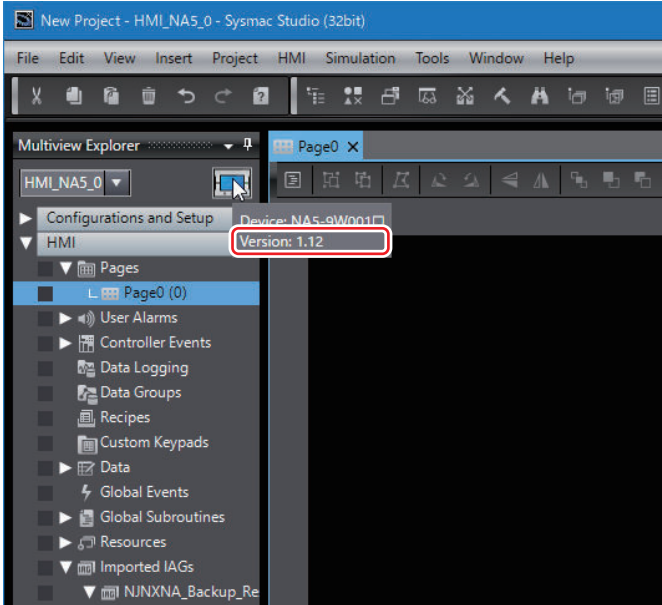 New Project - HMI_NA5_0 - Sysmac Studio (32bit)
File Edit View Insert Project HMI Simulation Tools Window Help
Multiview Explorer
Page0
HMI_NA5_0
Configurations and Setup
Device: NA5-9W001□
HMI
Version: 1.12
Pages
Page0 (0)
User Alarms
Controller Events
Data Logging
Data Groups
Recipes
Custom Keypads
Data
Global Events
Global Subroutines
Resources
Imported IAGs
NJNXNA_Backup_Re